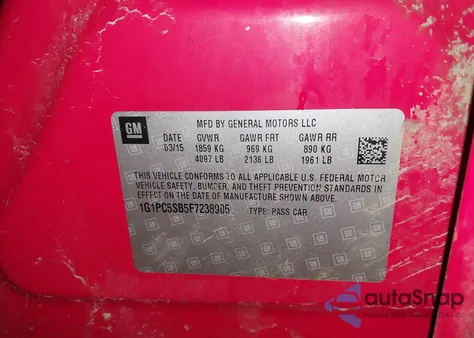 GM
MFD BY GENERAL MOTORS LLC
DATE GVWR GAWR FRT GAWR RR
03/15 1859 KG 969 KG 890 KG
4097 LB 2136 LB 1961 LB
THIS VEHICLE CONFORMS TO ALL APPLICABLE U.S. FEDERAL MOTOR
VEHICLE SAFETY, BUMPER, AND THEFT PREVENTION STANDARDS IN
EFFECT ON THE DATE OF MANUFACTURE SHOWN ABOVE.
1G1PC5SB5F7238905 TYPE: PASS CAR
autoSnap